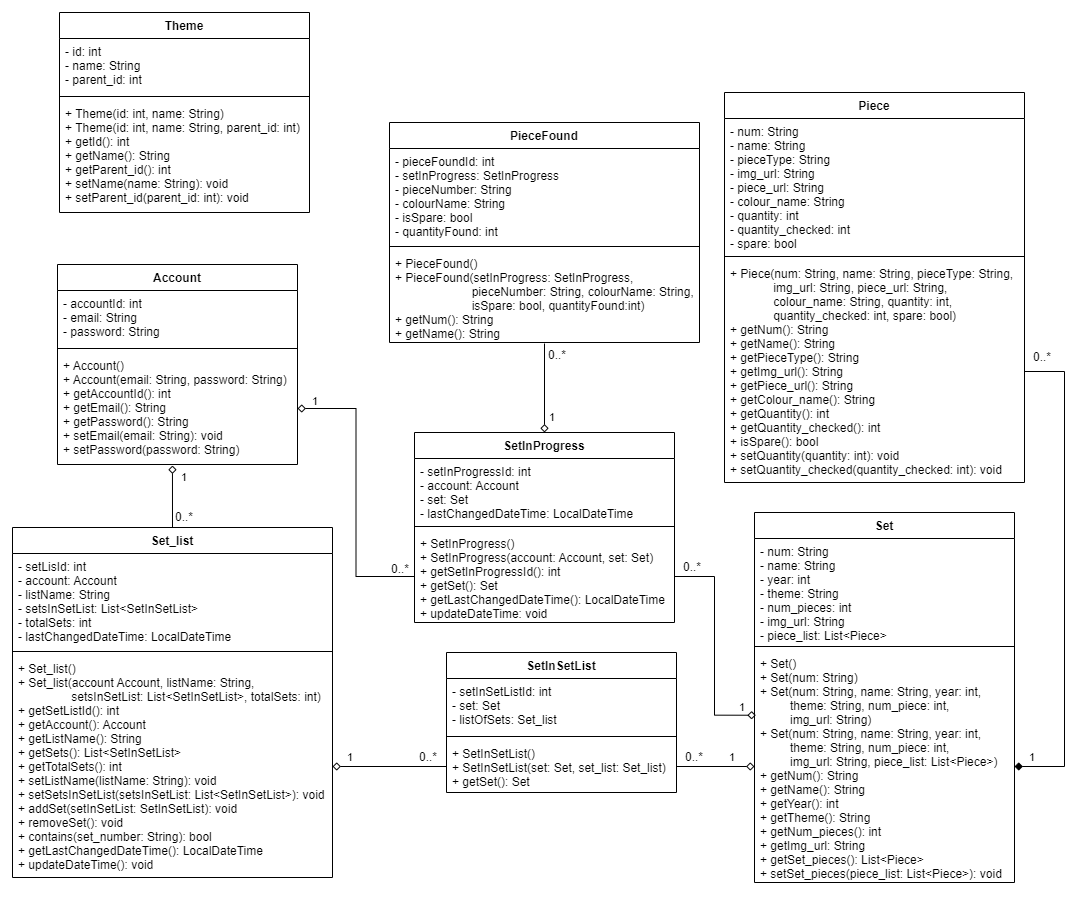 Theme
- id: int
- name: String
- parent_id: int
+ Theme(id: int, name: String)
+ Theme(id: int, name: String, parent_id: int)
+ getId(): int
+ getName(): String
+ getParent_id(): int
+ setName(name: String): void
+ setParent_id(parent_id: int): void
PieceFound
- pieceFoundId: int
- setInProgress: SetInProgress
- pieceNumber: String
- colourName: String
- isSpare: bool
- quantityFound: int
+ PieceFound()
+ PieceFound(setInProgress: SetInProgress,
pieceNumber: String, colourName: String,
isSpare: bool, quantityFound:int)
+ getNum(): String
+ getName(): String
0..*
1
Piece
- num: String
- name: String
- pieceType: String
- img_url: String
- piece_url: String
- colour_name: String
- quantity: int
- quantity_checked: int
- spare: bool
+ Piece(num: String, name: String, pieceType: String,
img_url: String, piece_url: String,
colour_name: String, quantity: int,
quantity_checked: int, spare: bool)
+ getNum(): String
+ getName(): String
+ getPieceType(): String
+ getImg_url(): String
+ getPiece_url(): String
+ getColour_name(): String
+ getQuantity(): int
+ getQuantity_checked(): int
+ isSpare(): bool
+ setQuantity(quantity: int): void
+ setQuantity_checked(quantity_checked: int): void
0..*
Account
- accountId: int
- email: String
- password: String
+ Account()
+ Account(email: String, password: String)
+ getAccountId(): int
+ getEmail(): String
+ getPassword(): String
+ setEmail(email: String): void
+ setPassword(password: String)
1
1
0..*
SetInProgress
- setInProgressId: int
- account: Account
- set: Set
- lastChangedDateTime: LocalDateTime
+ SetInProgress()
+ SetInProgress(account: Account, set: Set)
+ getSetInProgressId(): int
+ getSet(): Set
+ getLastChangedDateTime(): LocalDateTime
+ updateDateTime: void
0..*
0..*
Set_list
- setLisId: int
- account: Account
- listName: String
- setsInSetList: List<SetInSetList>
- totalSets: int
- lastChangedDateTime: LocalDateTime
+ Set_list()
+ Set_list(account Account, listName: String,
setsInSetList: List<SetInSetList>, totalSets: int)
+ getSetListId(): int
+ getAccount(): Account
+ getListName(): String
+ getSets(): List<SetInSetList>
+ getTotalSets(): int
+ setListName(listName: String): void
+ setSetsInSetList(setsInSetList: List<SetInSetList>): void
+ addSet(setInSetList: SetInSetList): void
+ removeSet(): void
+ contains(set_number: String): bool
+ getLastChangedDateTime(): LocalDateTime
+ updateDateTime(): void
1
0..*
SetInSetList
- setInSetListId: int
- set: Set
- listOfSets: Set_list
+ SetInSetList()
+ SetInSetList(set: Set, set_list: Set_list)
+ getSet(): Set
0..*
1
1
Set
- num: String
- name: String
- year: int
- theme: String
- num_pieces: int
- img_url: String
- piece_list: List<Piece>
+ Set()
+ Set(num: String)
+ Set(num: String, name: String, year: int,
theme: String, num_piece: int,
img_url: String)
+ Set(num: String, name: String, year: int,
theme: String, num_piece: int,
img_url: String, piece_list: List<Piece>)
+ getNum(): String
+ getName(): String
+ getYear(): int
+ getTheme(): String
+ getNum_pieces(): int
+ getImg_url: String
+ getSet_pieces(): List<Piece>
+ setSet_pieces(piece_list: List<Piece>): void
1